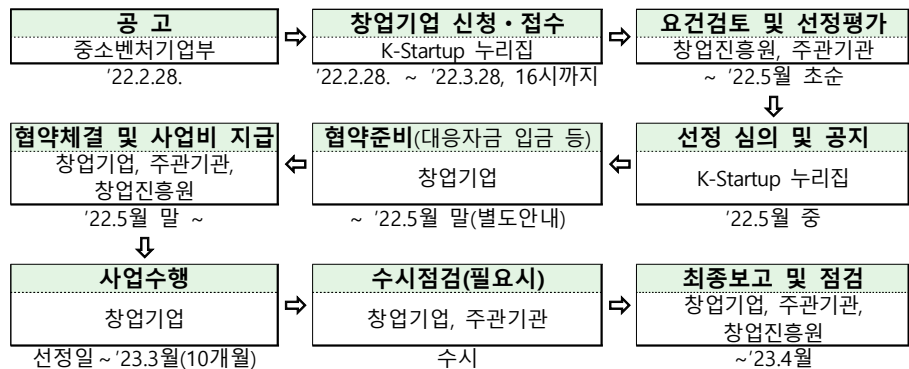 공 고
중소벤처기업부
'22.2.28.
창업기업 신청・접수
K-Startup 누리집
'22.2.28. ~ '22.3.28, 16시까지
요건검토 및 선정평가
창업진흥원, 주관기관
~ '22.5월 초순
선정 심의 및 공지
K-Startup 누리집
'22.5월 중
협약준비(대응자금 입금 등)
창업기업
~ '22.5월 말(별도안내)
협약체결 및 사업비 지급
창업기업, 주관기관,
창업진흥원
'22.5월 말 ~
사업수행
창업기업
선정일 ~ '23.3월(10개월)
수시점검(필요시)
창업기업, 주관기관
수시
최종보고 및 점검
창업기업, 주관기관,
창업진흥원
~'23.4월